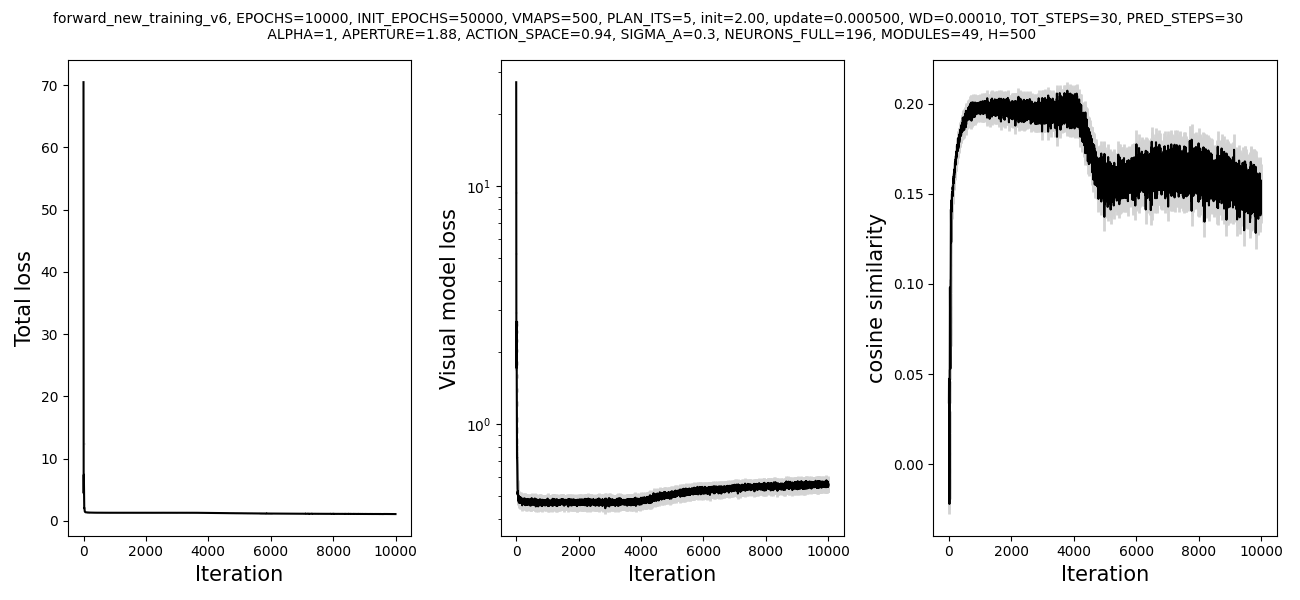 forward_new_training_v6, EPOCHS=10000, INIT_EPOCHS=50000, VMAPS=500, PLAN_ITS=5, init=2.00, update=0.000500, WD=0.00010, TOT_STEPS=30, PRED_STEPS=30
ALPHA=1, APERTURE=1.88, ACTION_SPACE=0.94, SIGMA_A=0.3, NEURONS_FULL=196, MODULES=49, H=500
Total loss
70
60
50
40
30
20
10
0
0 2000 4000 6000 8000 10000
Iteration
Visual model loss
10¹
10⁰
0 2000 4000 6000 8000 10000
Iteration
cosine similarity
0.20
0.15
0.10
0.05
0.00
0 2000 4000 6000 8000 10000
Iteration